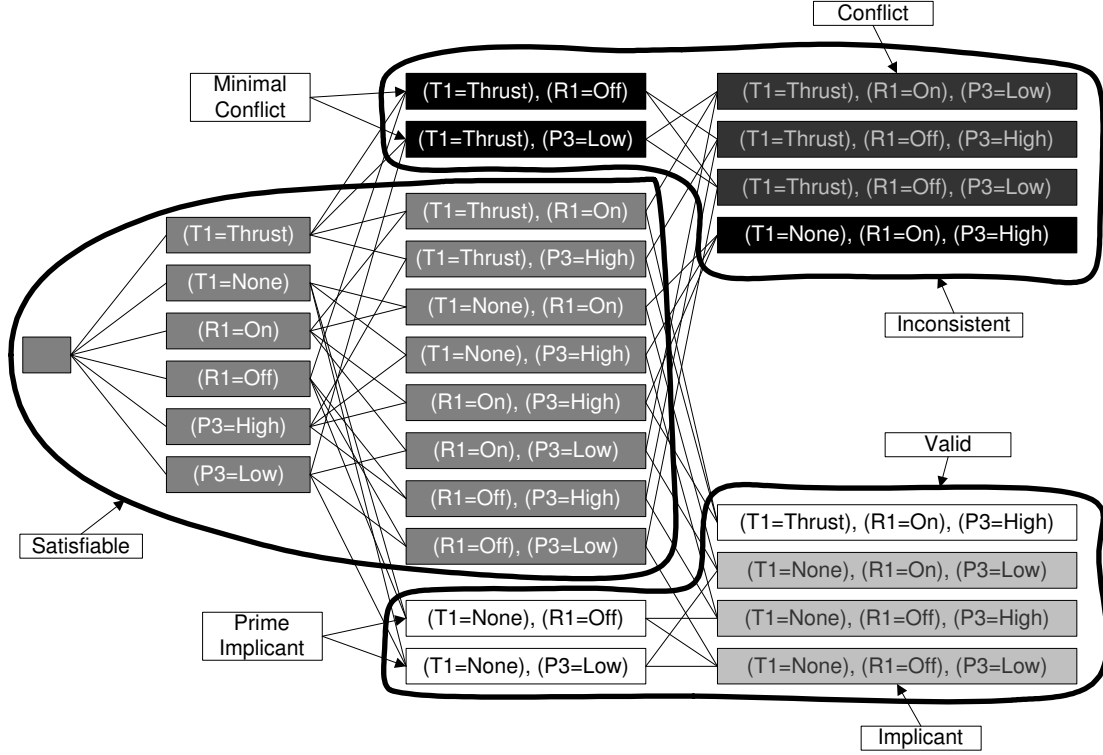 Conflict
Minimal
Conflict
(T1=Thrust), (R1=Off)
(T1=Thrust), (P3=Low)
(T1=Thrust), (R1=On), (P3=Low)
(T1=Thrust), (R1=Off), (P3=High)
(T1=Thrust), (R1=Off), (P3=Low)
(T1=None), (R1=On), (P3=High)
Inconsistent
(T1=Thrust)
(T1=None)
(R1=On)
(R1=Off)
(P3=High)
(P3=Low)
Satisfiable
(T1=Thrust), (R1=On)
(T1=Thrust), (P3=High)
(T1=None), (R1=On)
(T1=None), (P3=High)
(R1=On), (P3=High)
(R1=On), (P3=Low)
(R1=Off), (P3=High)
(R1=Off), (P3=Low)
Prime
Implicant
(T1=None), (R1=Off)
(T1=None), (P3=Low)
Valid
(T1=Thrust), (R1=On), (P3=High)
(T1=None), (R1=On), (P3=Low)
(T1=None), (R1=Off), (P3=High)
(T1=None), (R1=Off), (P3=Low)
Implicant